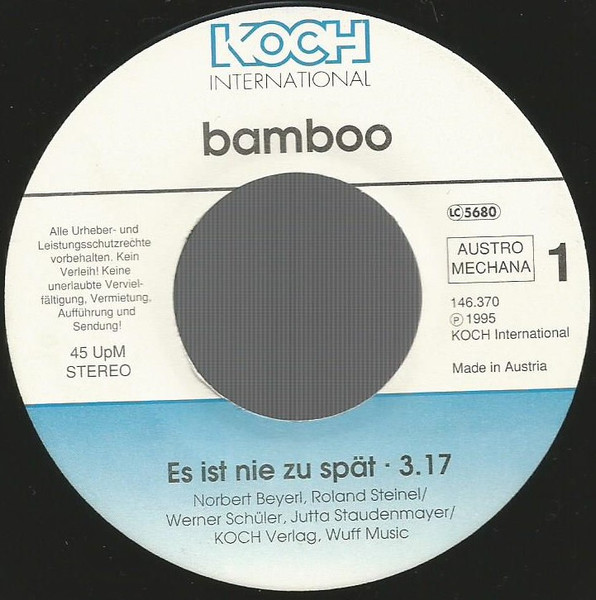 KOCH
INTERNATIONAL
bamboo
Alle Urheber- und
Leistungsschutzrechte
vorbehalten. Kein
Verleih! Keine
unerlaubte Verviel-
fältigung, Vermietung,
Aufführung und
Sendung!
45 UpM
STEREO
LC 5680
AUSTRO
MECHANA
1
146.370
Ⓟ 1995
KOCH International
Made in Austria
Es ist nie zu spät · 3.17
Norbert Beyerl, Roland Steinel/
Werner Schüler, Jutta Staudenmayer/
KOCH Verlag, Wuff Music